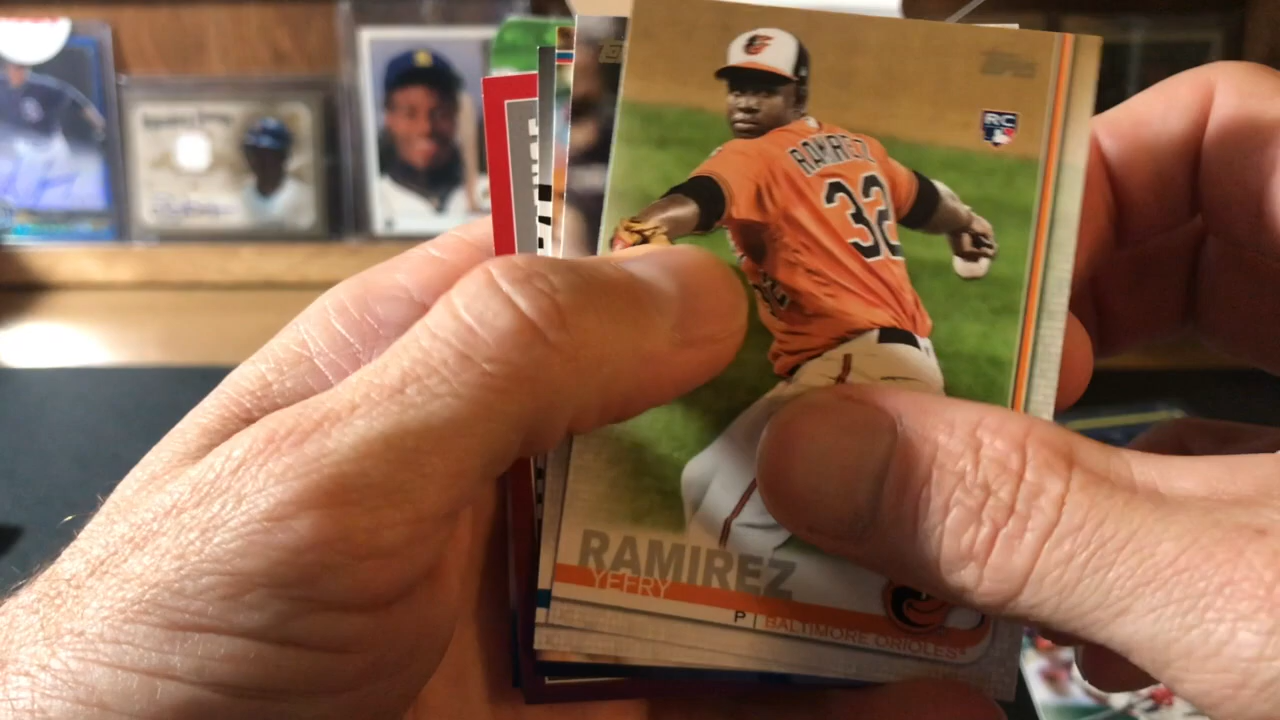 TOPPS
RC
RAMIREZ
32
RAMIREZ
YEFRY
P | BALTIMORE ORIOLES